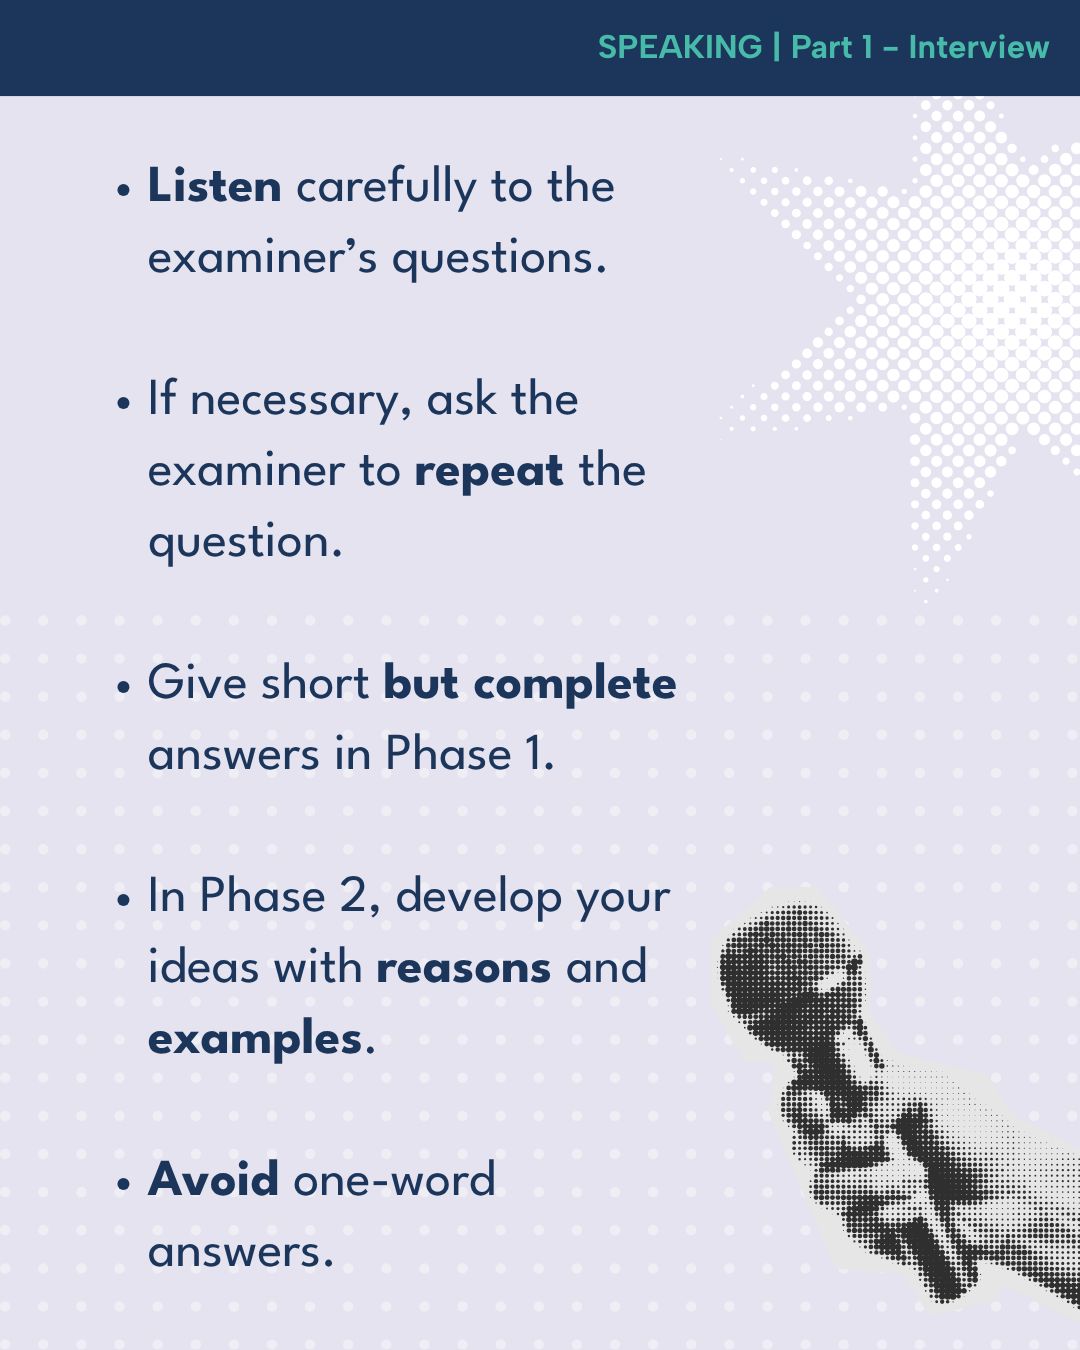 SPEAKING | Part 1 – Interview
• Listen carefully to the
examiner’s questions.
• If necessary, ask the
examiner to repeat the
question.
• Give short but complete
answers in Phase 1.
• In Phase 2, develop your
ideas with reasons and
examples.
• Avoid one-word
answers.